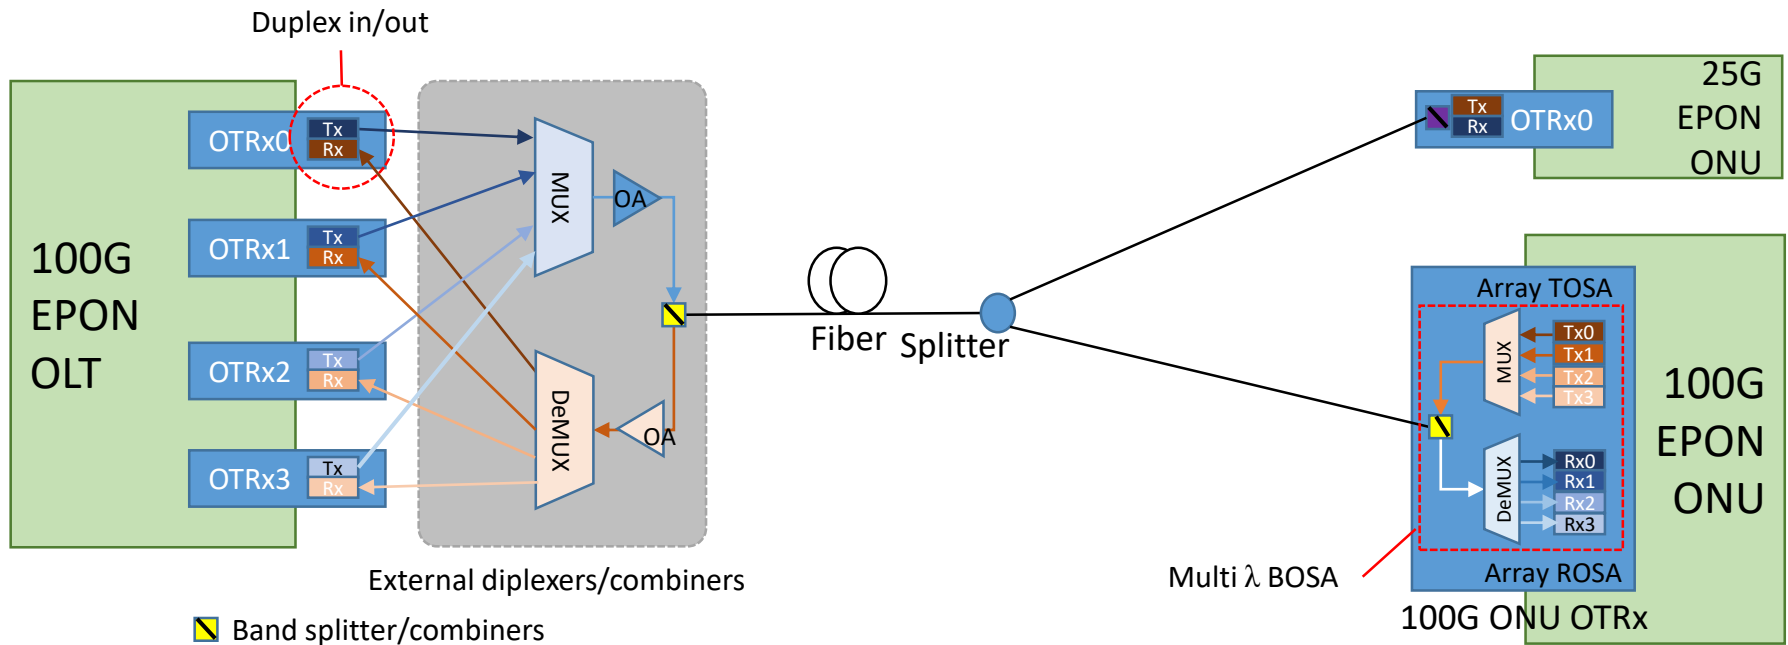 Duplex in/out
100G
EPON
OLT
OTRx0
Tx
Rx
OTRx1
Tx
Rx
OTRx2
Tx
Rx
OTRx3
Tx
Rx
MUX
OA
DeMUX
OA
External diplexers/combiners
Band splitter/combiners
Fiber
Splitter
Tx
Rx
OTRx0
25G
EPON
ONU
Array TOSA
MUX
Tx0
Tx1
Tx2
Tx3
DeMUX
Rx0
Rx1
Rx2
Rx3
Array ROSA
100G
EPON
ONU
Multi λ BOSA
100G ONU OTRx